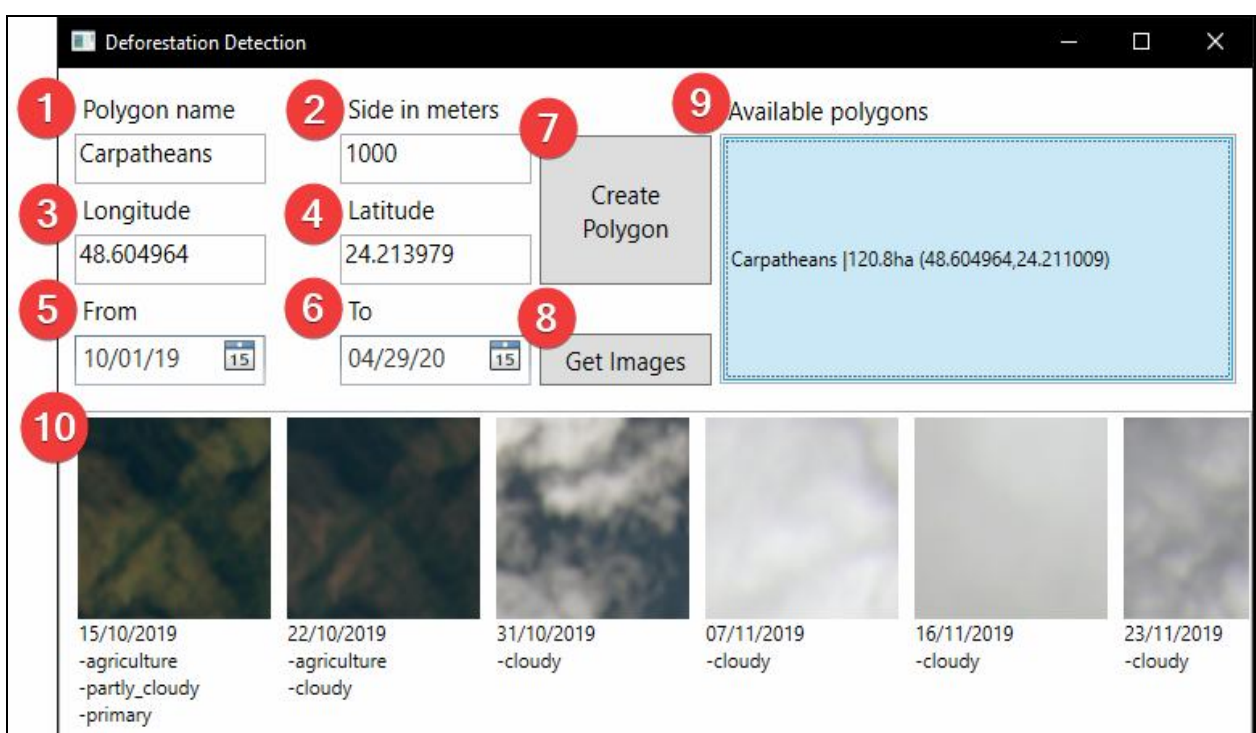 Deforestation Detection
1 Polygon name
2 Side in meters
7
9 Available polygons
Carpatheans
1000
Create
Polygon
3 Longitude
4 Latitude
48.604964
24.213979
Carpatheans |120.8ha (48.604964,24.211009)
5 From
6 To
8
10/01/19 15
04/29/20 15
Get Images
10
15/10/2019
-agriculture
-partly_cloudy
-primary
22/10/2019
-agriculture
-cloudy
31/10/2019
-cloudy
07/11/2019
-cloudy
16/11/2019
-cloudy
23/11/2019
-cloudy